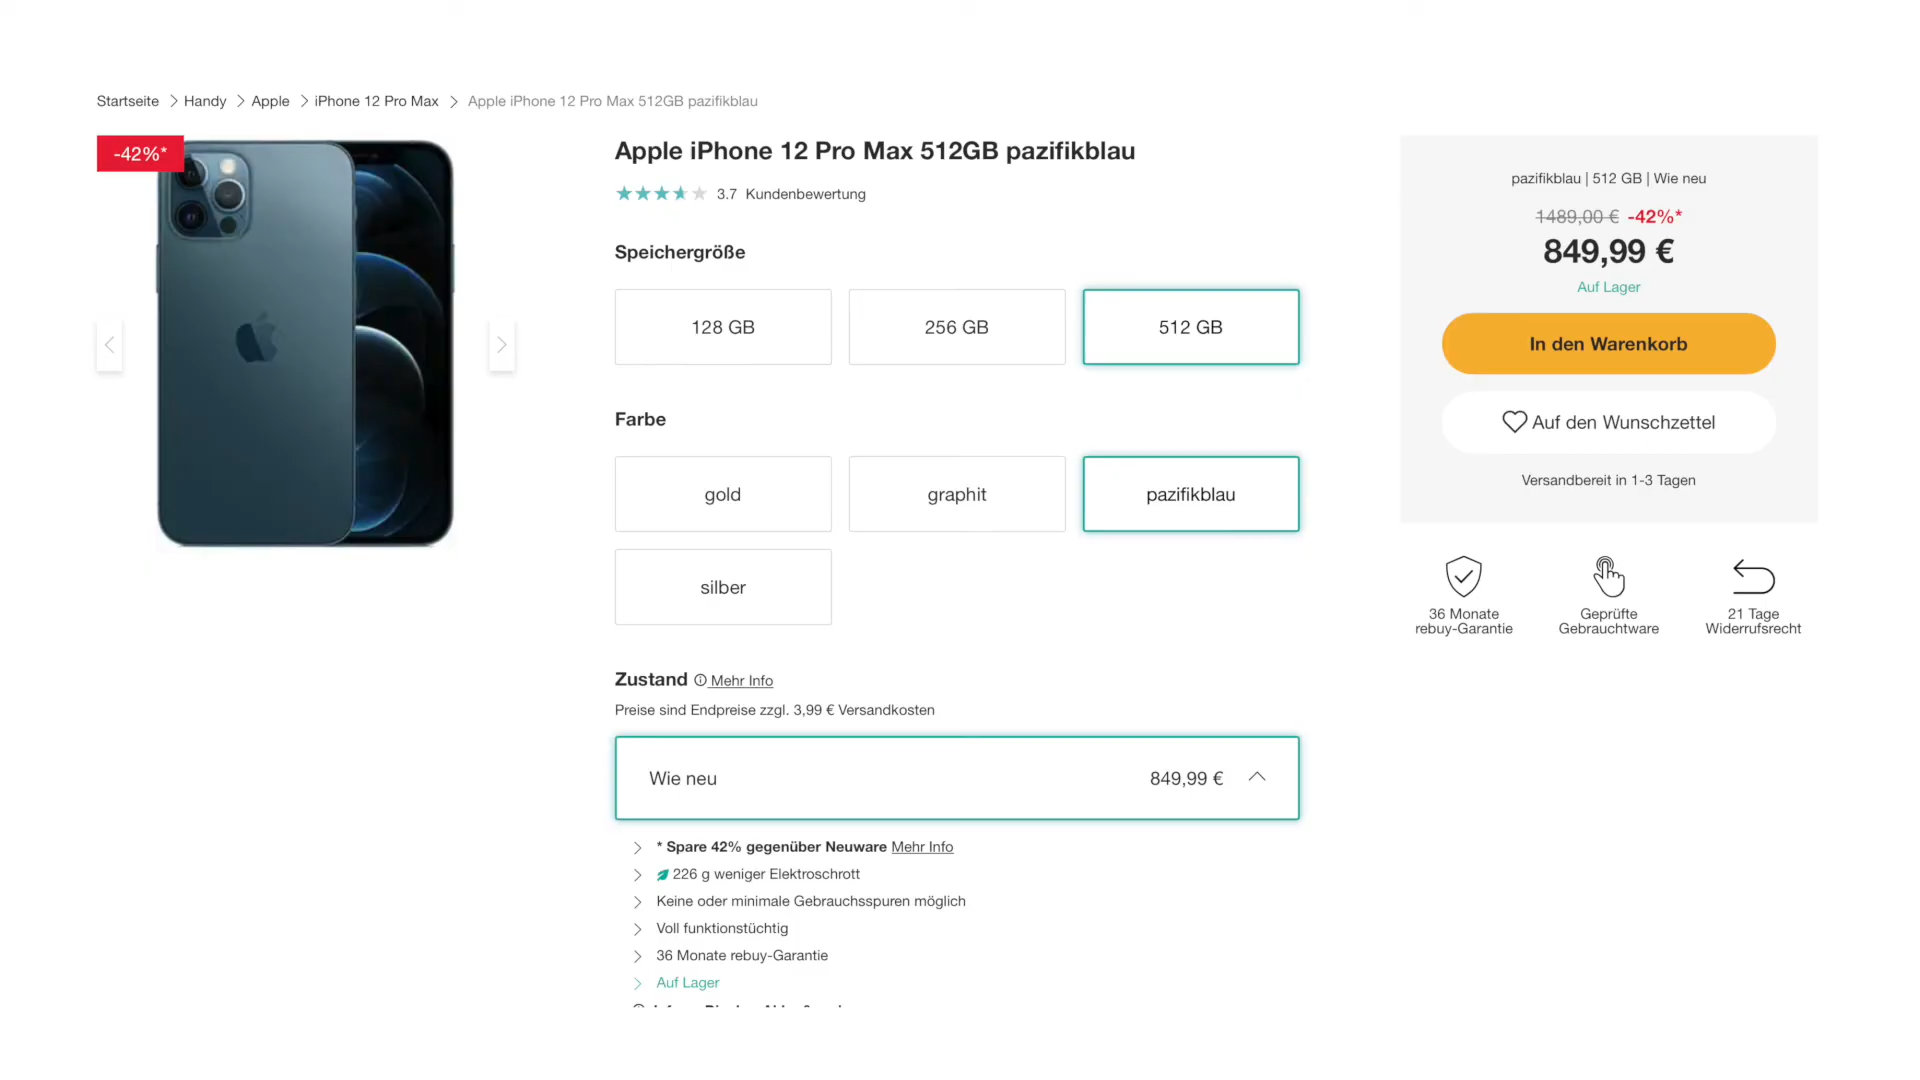 Startseite > Handy > Apple > iPhone 12 Pro Max > Apple iPhone 12 Pro Max 512GB pazifikblau
-42%*
Apple iPhone 12 Pro Max 512GB pazifikblau
3.7 Kundenbewertung
Speichergröße
128 GB
256 GB
512 GB
Farbe
gold
graphit
pazifikblau
silber
Zustand Mehr Info
Preise sind Endpreise zzgl. 3,99 € Versandkosten
Wie neu 849,99 €
* Spare 42% gegenüber Neuware Mehr Info
226 g weniger Elektroschrott
Keine oder minimale Gebrauchsspuren möglich
Voll funktionstüchtig
36 Monate rebuy-Garantie
Auf Lager
pazifikblau | 512 GB | Wie neu
1489,00 € -42%*
849,99 €
Auf Lager
In den Warenkorb
Auf den Wunschzettel
Versandbereit in 1-3 Tagen
36 Monate
rebuy-Garantie
Geprüfte
Gebrauchtware
21 Tage
Widerrufsrecht